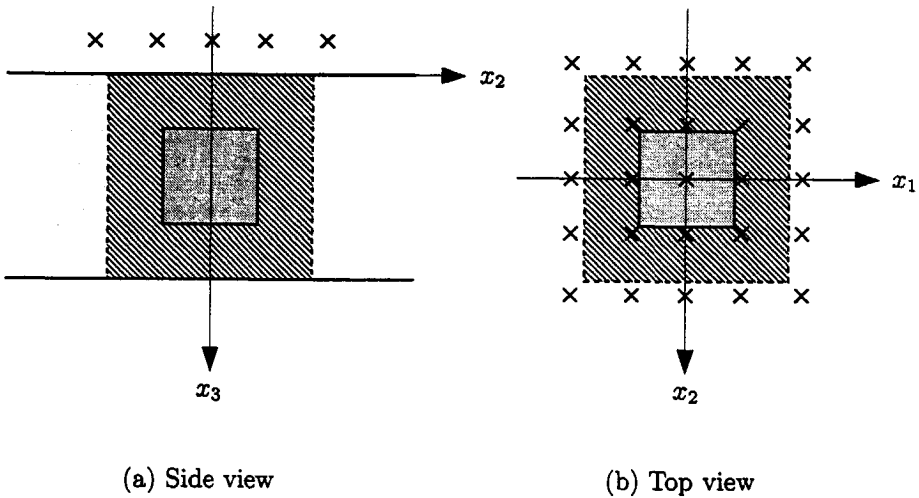 x₂
x₁
x₃
x₂
(a) Side view
(b) Top view